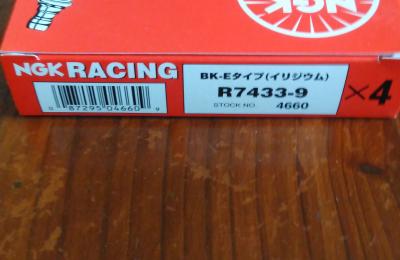 NGK
NGK RACING
BK-Eタイプ(イリジウム)
R7433-9
STOCK NO. 4660
×4
0 87295 04660 9